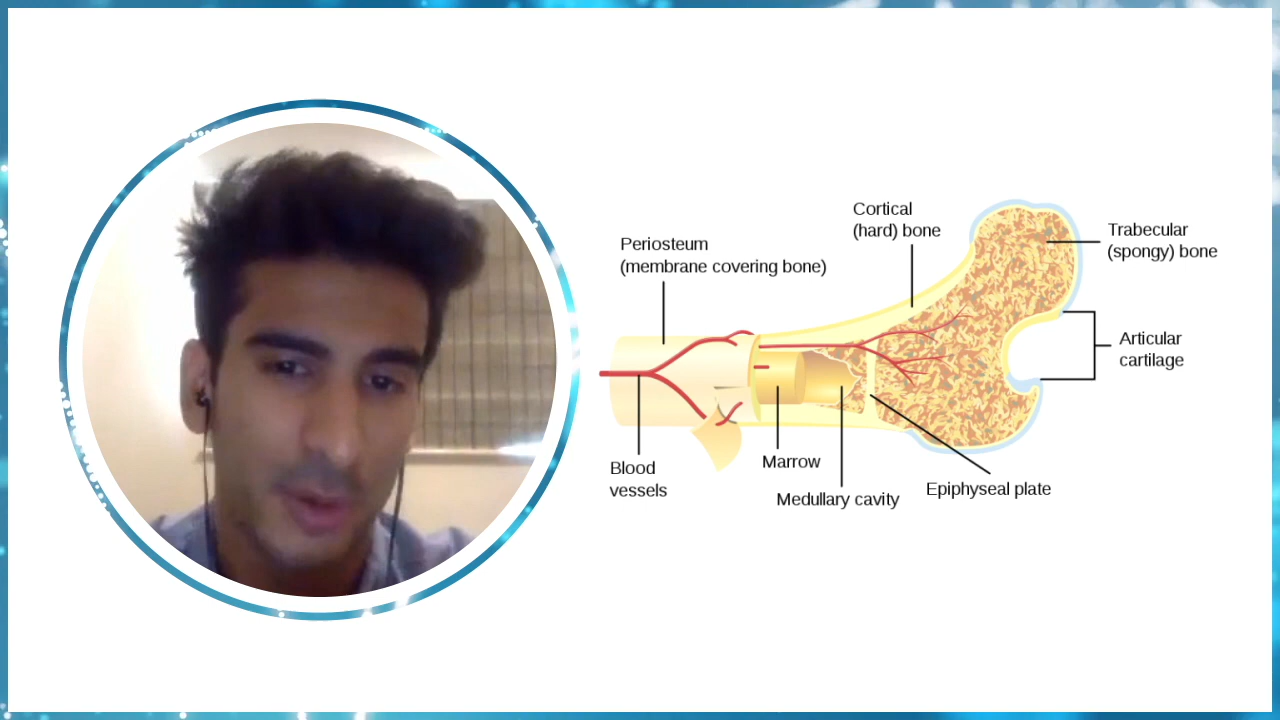 Cortical
(hard) bone
Trabecular
(spongy) bone
Periosteum
(membrane covering bone)
Articular
cartilage
Blood
vessels
Marrow
Medullary cavity
Epiphyseal plate